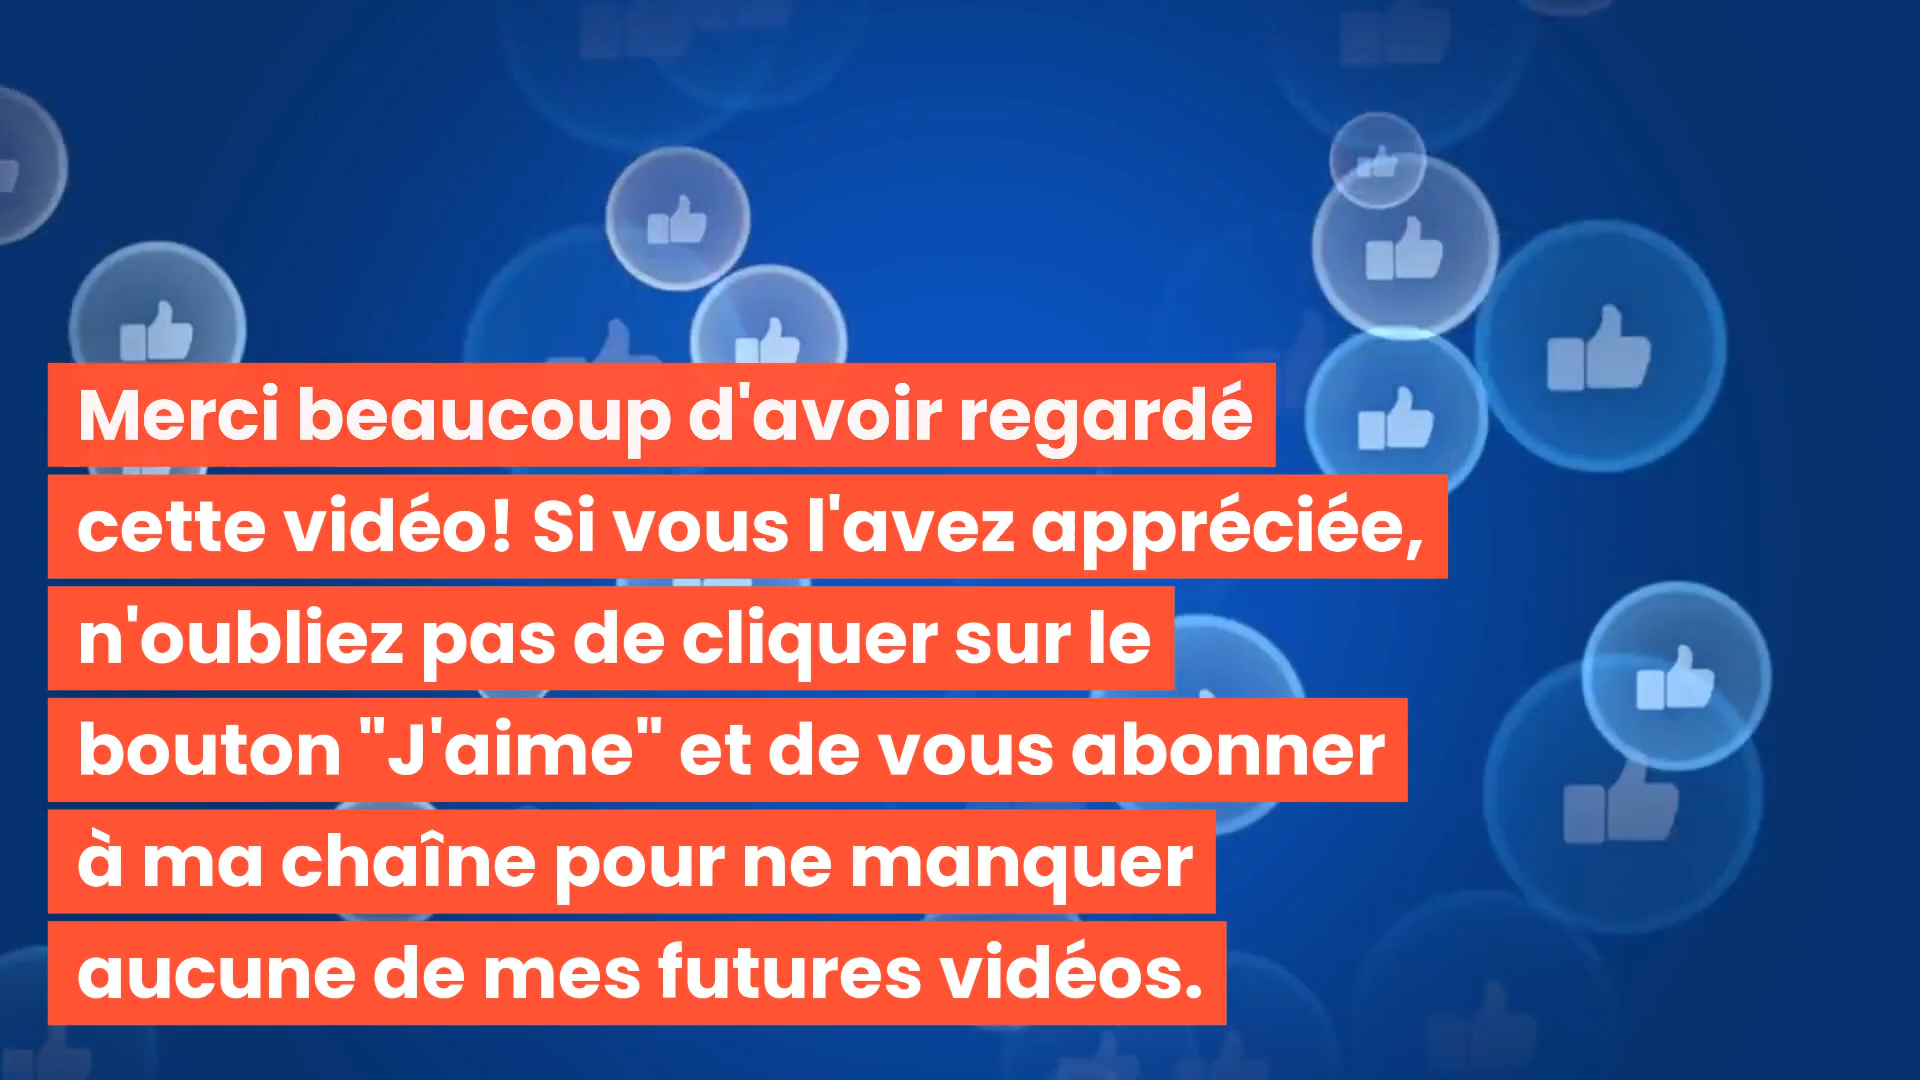 Merci beaucoup d'avoir regardé
cette vidéo! Si vous l'avez appréciée,
n'oubliez pas de cliquer sur le
bouton "J'aime" et de vous abonner
à ma chaîne pour ne manquer
aucune de mes futures vidéos.